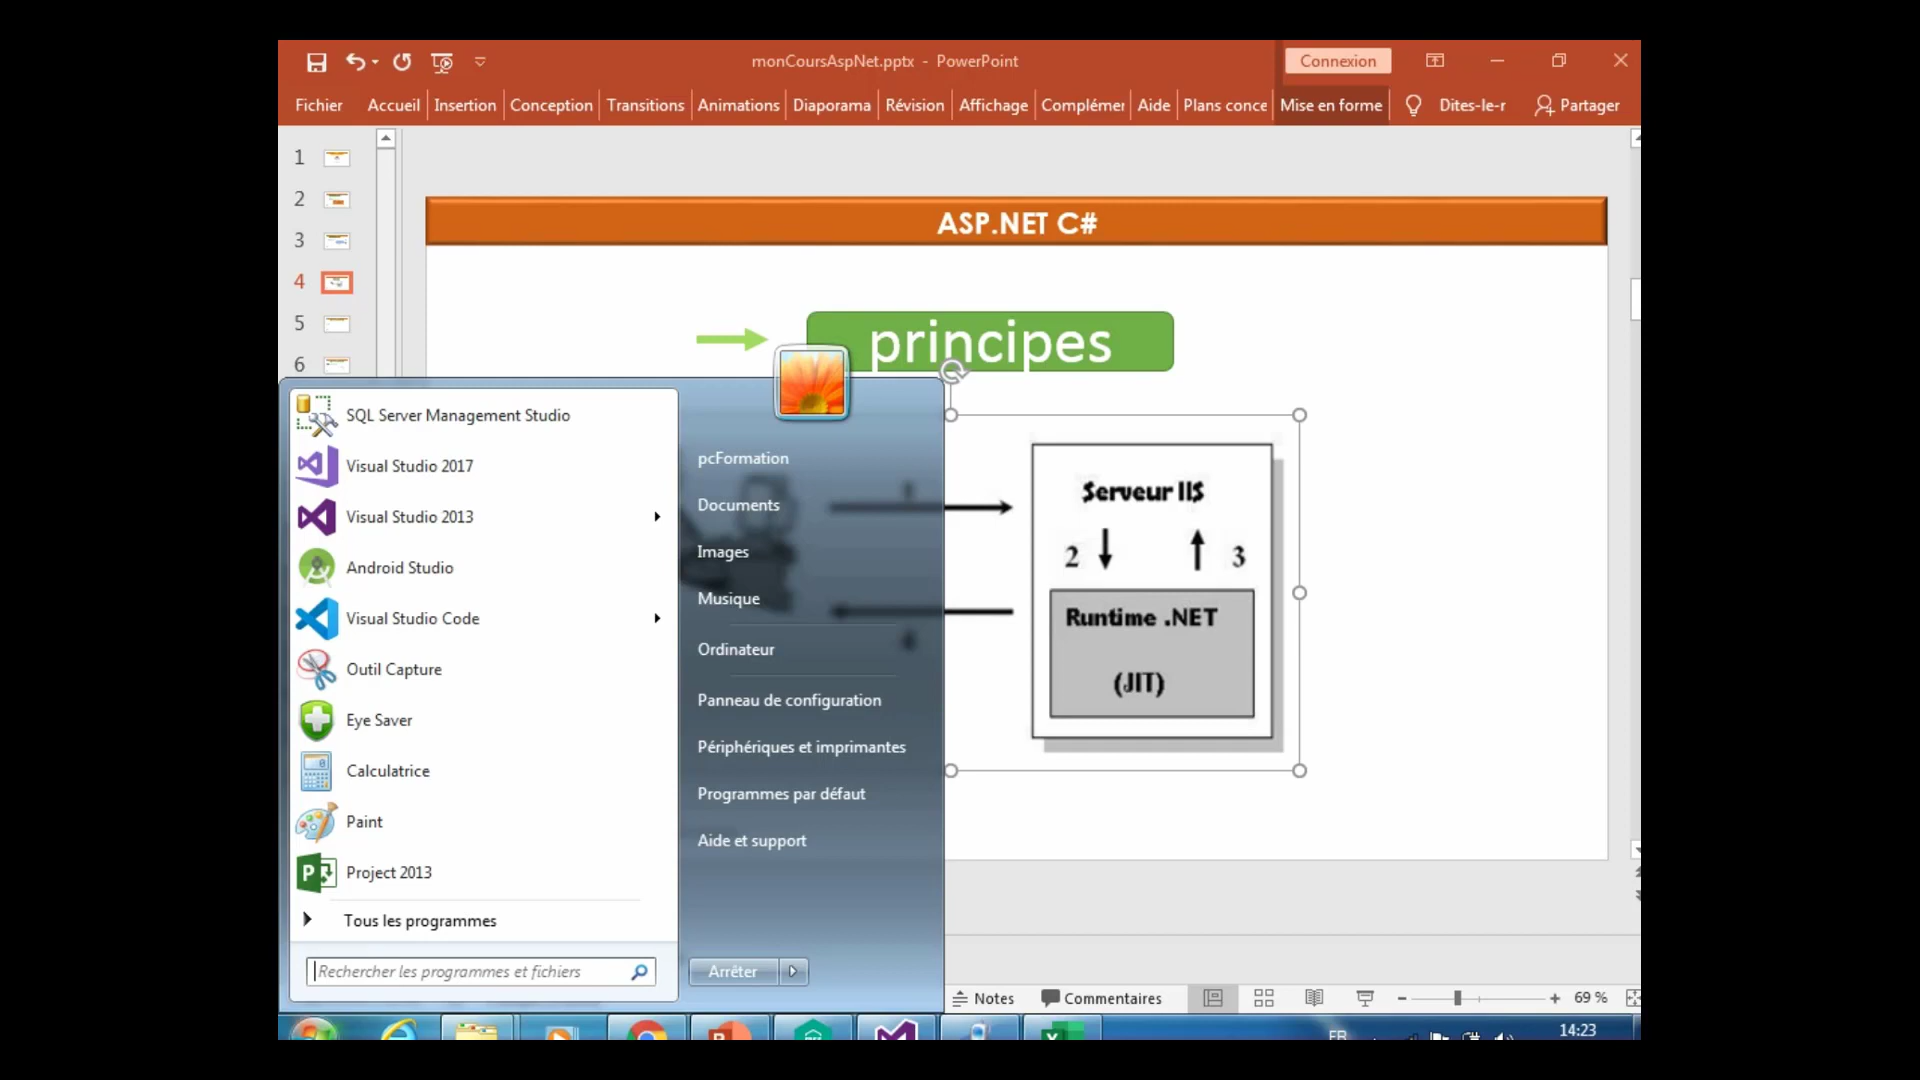 monCoursAspNet.pptx - PowerPoint
Connexion
Fichier Accueil Insertion Conception Transitions Animations Diaporama Révision Affichage Complémer Aide Plans conce Mise en forme Dites-le-r Partager
1
2
3
4
5
6
ASP.NET C#
principes
Serveur IIS
2 3
Runtime .NET
(JIT)
SQL Server Management Studio
Visual Studio 2017
Visual Studio 2013
Android Studio
Visual Studio Code
Outil Capture
Eye Saver
Calculatrice
Paint
Project 2013
Tous les programmes
Rechercher les programmes et fichiers
pcFormation
Documents
Images
Musique
Ordinateur
Panneau de configuration
Périphériques et imprimantes
Programmes par défaut
Aide et support
Arrêter
Notes Commentaires 69 %
FR 14:23